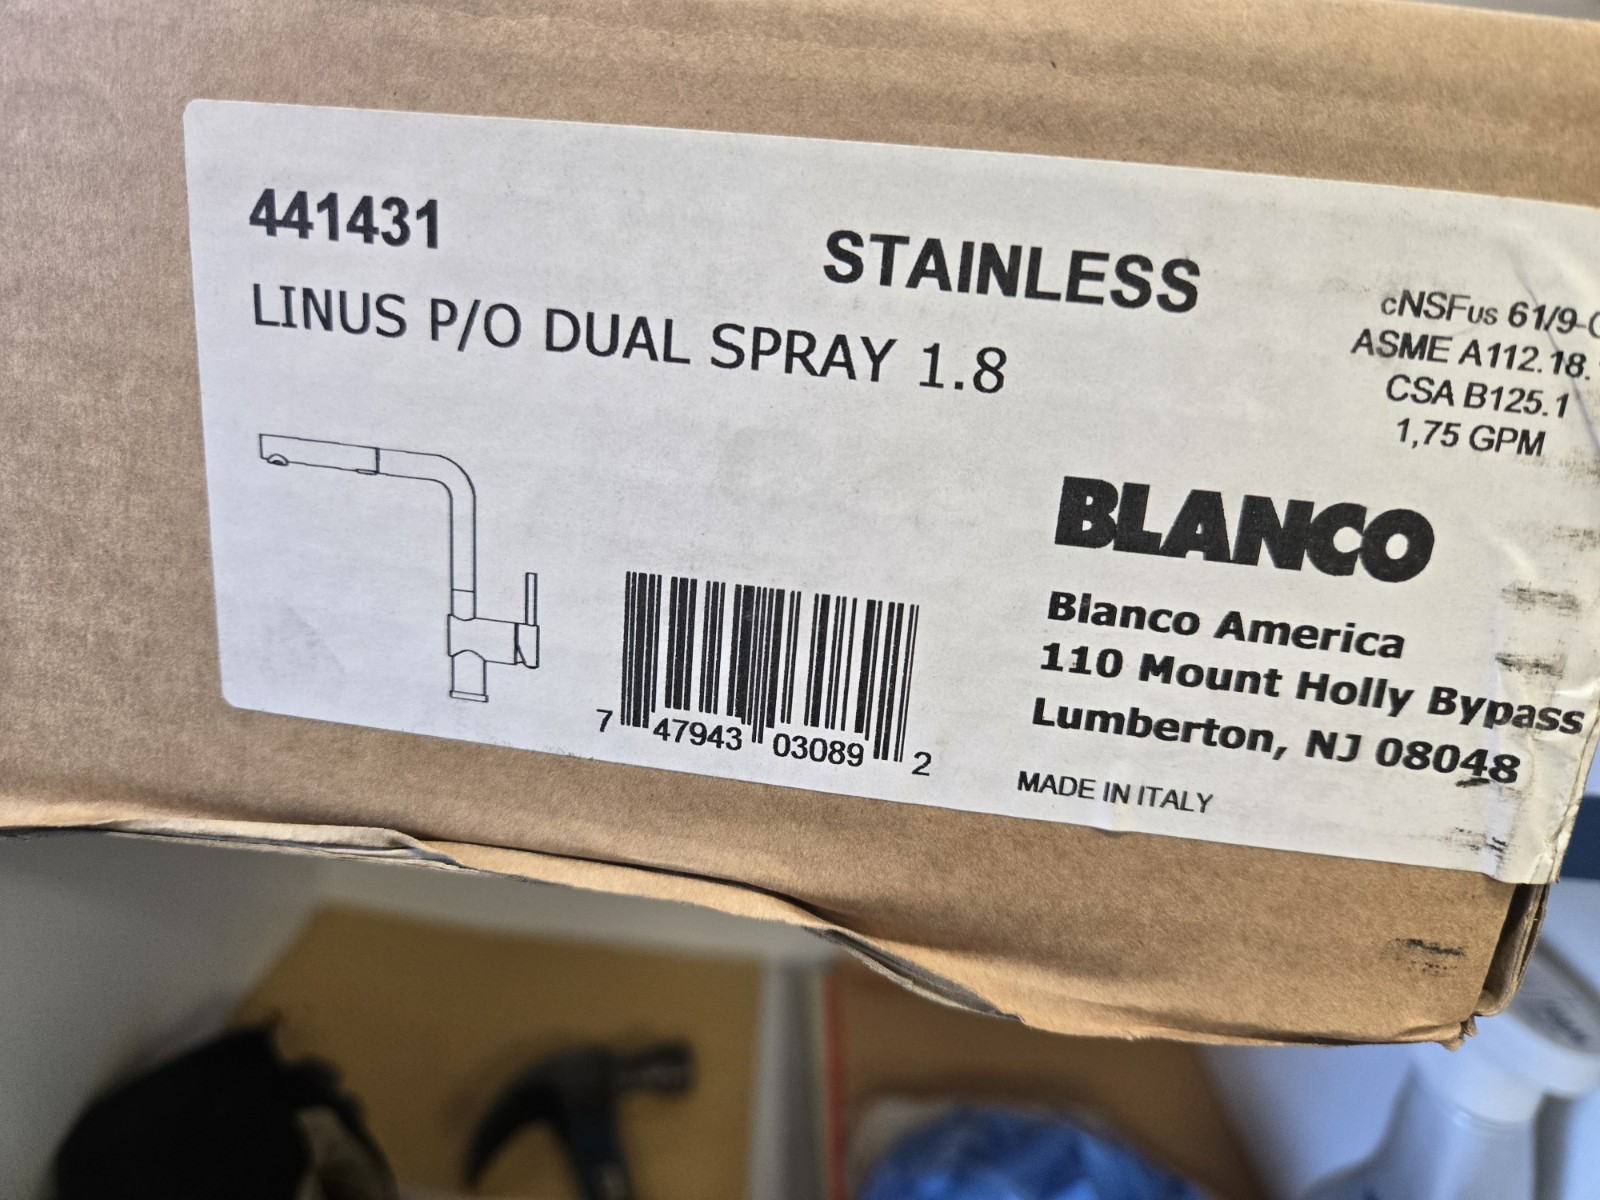 441431
STAINLESS
LINUS P/O DUAL SPRAY 1.8
cNSFus 61/9-
ASME A112.18.
CSA B125.1
1,75 GPM
BLANCO
Blanco America
110 Mount Holly Bypass
Lumberton, NJ 08048
MADE IN ITALY
7 47943 03089 2